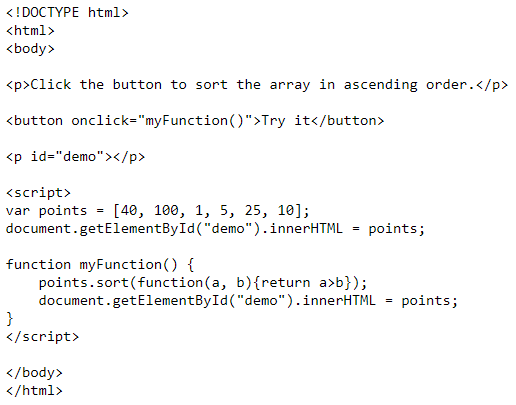 <!DOCTYPE html>
<html>
<body>
<p>Click the button to sort the array in ascending order.</p>
<button onclick="myFunction()">Try it</button>
<p id="demo"></p>
<script>
var points = [40, 100, 1, 5, 25, 10];
document.getElementById("demo").innerHTML = points;
function myFunction() {
    points.sort(function(a, b){return a>b});
    document.getElementById("demo").innerHTML = points;
}
</script>
</body>
</html>